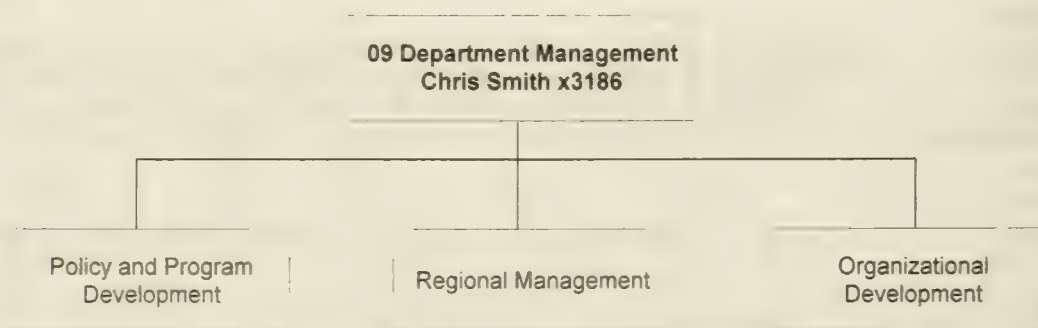 09 Department Management
Chris Smith x3186
Policy and Program
Development
Regional Management
Organizational
Development